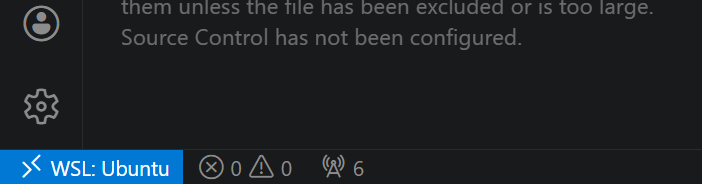 them unless the file has been excluded or is too large.
Source Control has not been configured.
WSL: Ubuntu 0 0 6